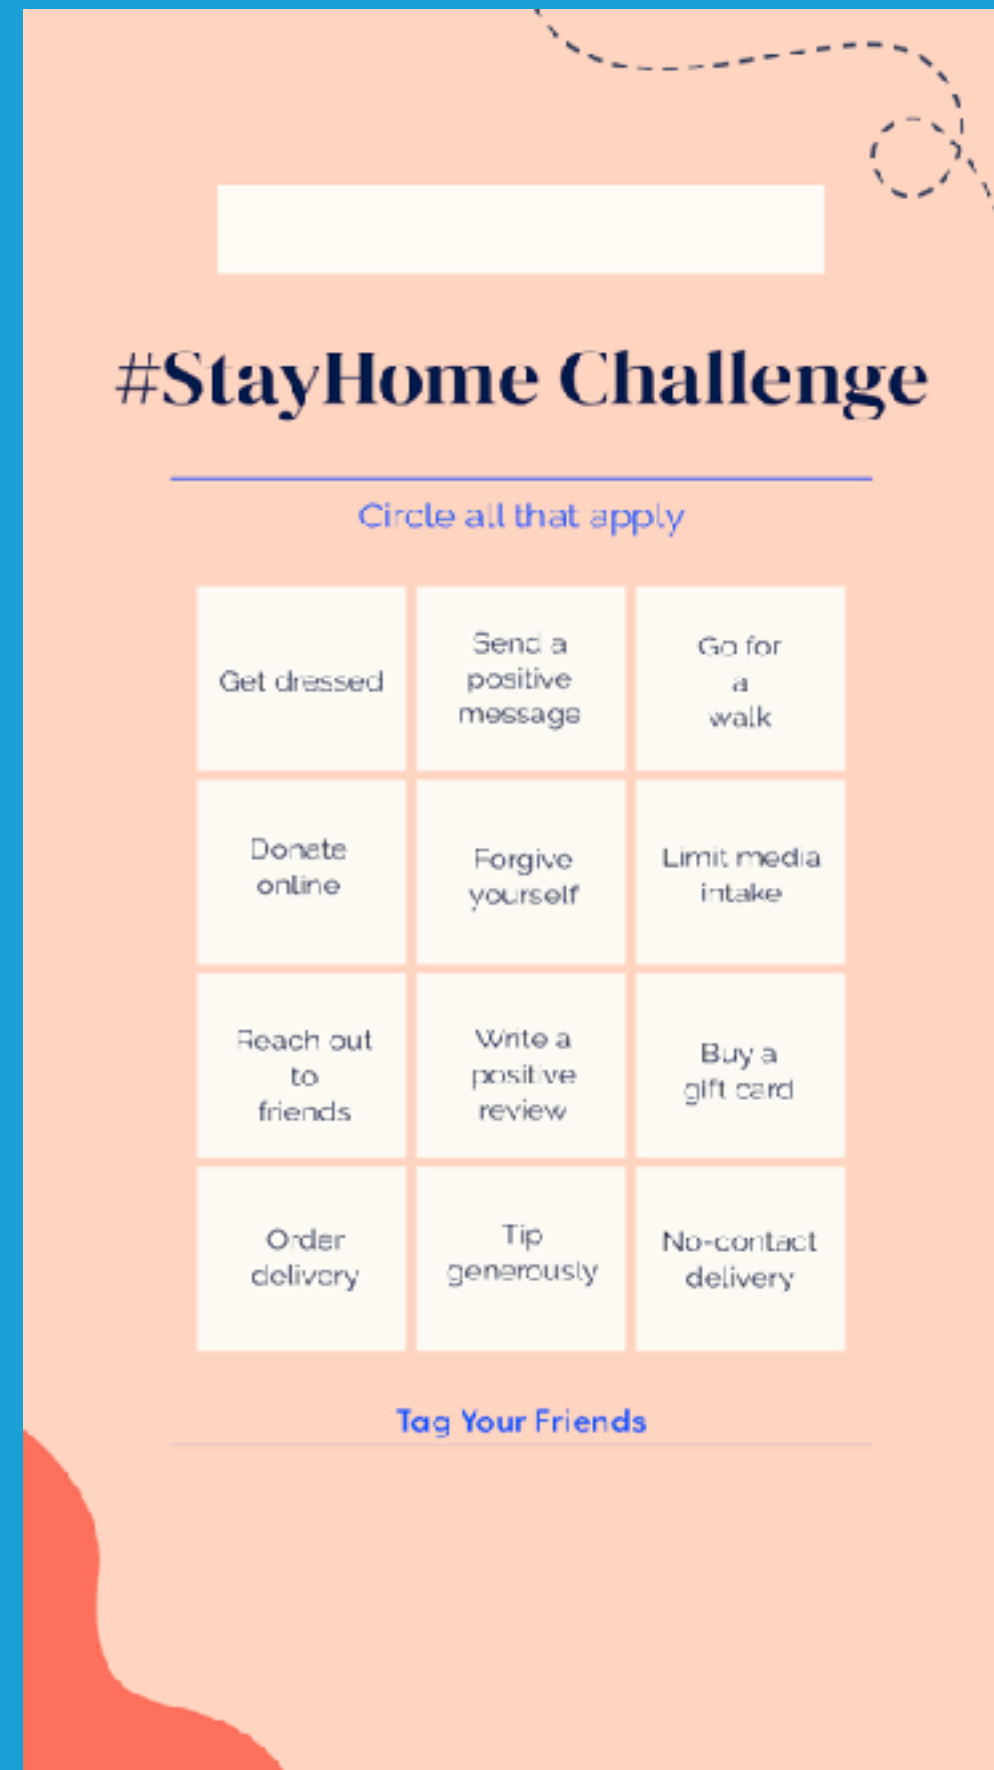 #StayHome Challenge
Circle all that apply
Get dressed
Send a
positive
message
Go for
a
walk
Donate
online
Forgive
yourself
Limit media
intake
Reach out
to
friends
Write a
positive
review
Buy a
gift card
Order
delivery
Tip
generously
No-contact
delivery
Tag Your Friends